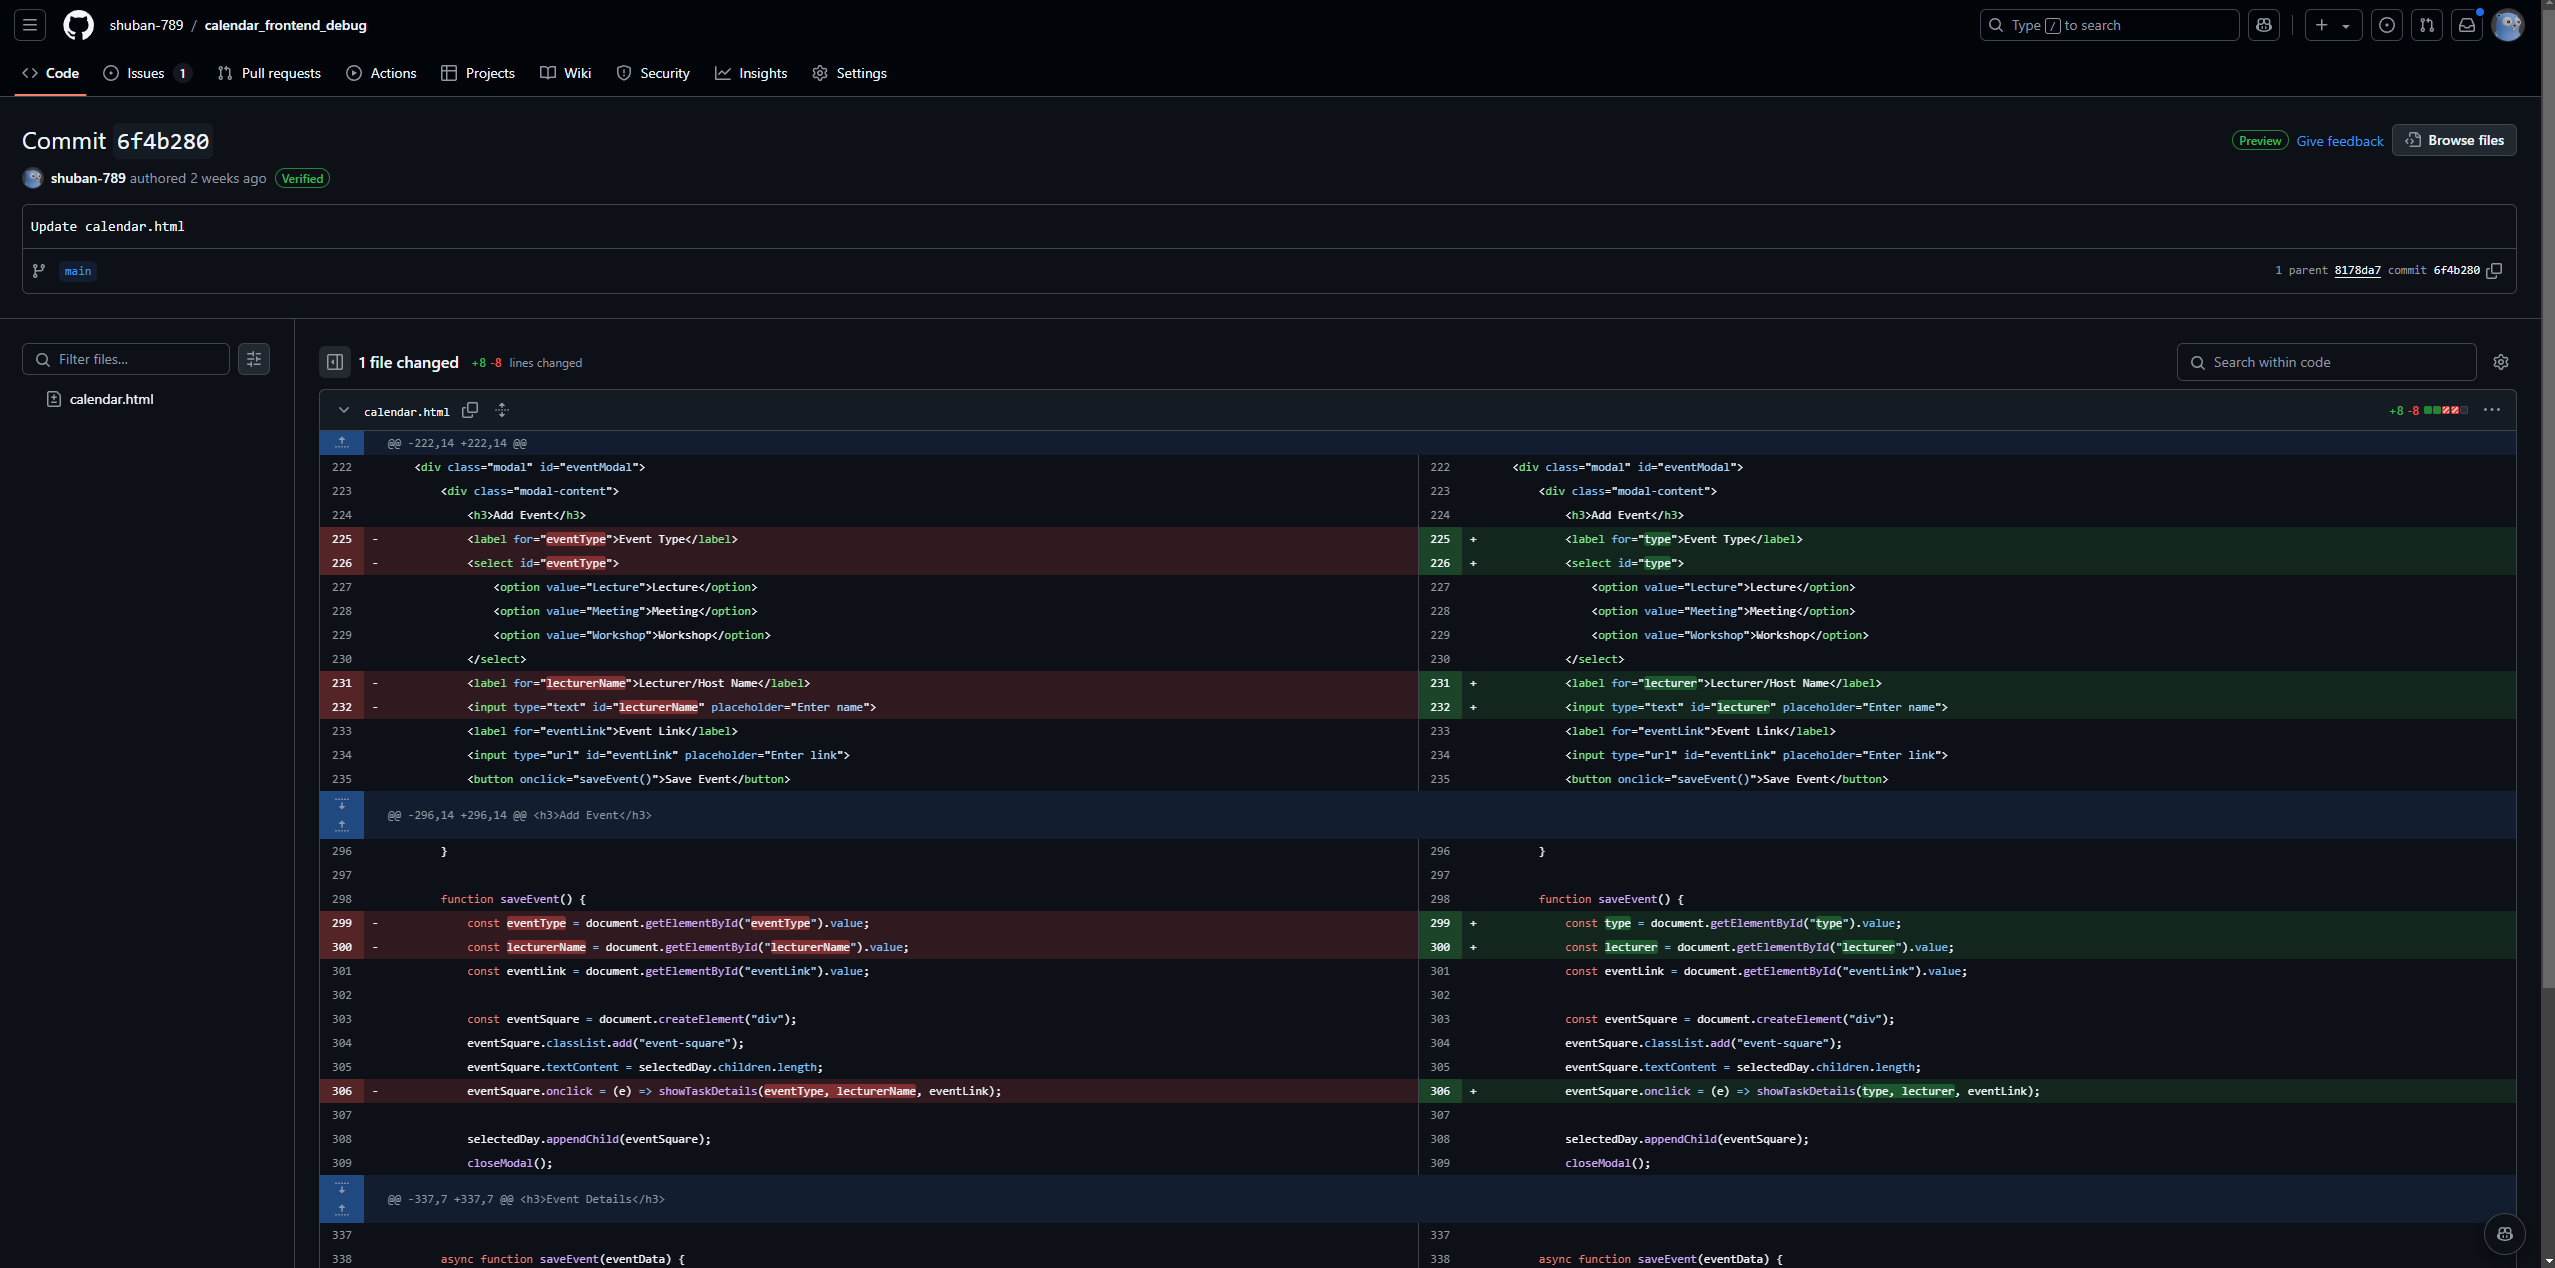 shuban-789 / calendar_frontend_debug
Type / to search
Code
Issues 1
Pull requests
Actions
Projects
Wiki
Security
Insights
Settings
Commit 6f4b280
Preview Give feedback Browse files
shuban-789 authored 2 weeks ago Verified
Update calendar.html
main
1 parent 8178da7 commit 6f4b280
Filter files...
calendar.html
1 file changed +8 -8 lines changed
Search within code
calendar.html
+8 -8
@@ -222,14 +222,14 @@
222 <div class="modal" id="eventModal"> 222 <div class="modal" id="eventModal">
223 <div class="modal-content"> 223 <div class="modal-content">
224 <h3>Add Event</h3> 224 <h3>Add Event</h3>
225 - <label for="eventType">Event Type</label> 225 + <label for="type">Event Type</label>
226 - <select id="eventType"> 226 + <select id="type">
227 <option value="Lecture">Lecture</option> 227 <option value="Lecture">Lecture</option>
228 <option value="Meeting">Meeting</option> 228 <option value="Meeting">Meeting</option>
229 <option value="Workshop">Workshop</option> 229 <option value="Workshop">Workshop</option>
230 </select> 230 </select>
231 - <label for="lecturerName">Lecturer/Host Name</label> 231 + <label for="lecturer">Lecturer/Host Name</label>
232 - <input type="text" id="lecturerName" placeholder="Enter name"> 232 + <input type="text" id="lecturer" placeholder="Enter name">
233 <label for="eventLink">Event Link</label> 233 <label for="eventLink">Event Link</label>
234 <input type="url" id="eventLink" placeholder="Enter link"> 234 <input type="url" id="eventLink" placeholder="Enter link">
235 <button onclick="saveEvent()">Save Event</button> 235 <button onclick="saveEvent()">Save Event</button>
@@ -296,14 +296,14 @@ <h3>Add Event</h3>
296 } 296 }
297 297
298 function saveEvent() { 298 function saveEvent() {
299 - const eventType = document.getElementById("eventType").value; 299 + const type = document.getElementById("type").value;
300 - const lecturerName = document.getElementById("lecturerName").value; 300 + const lecturer = document.getElementById("lecturer").value;
301 const eventLink = document.getElementById("eventLink").value; 301 const eventLink = document.getElementById("eventLink").value;
302 302
303 const eventSquare = document.createElement("div"); 303 const eventSquare = document.createElement("div");
304 eventSquare.classList.add("event-square"); 304 eventSquare.classList.add("event-square");
305 eventSquare.textContent = selectedDay.children.length; 305 eventSquare.textContent = selectedDay.children.length;
306 - eventSquare.onclick = (e) => showTaskDetails(eventType, lecturerName, eventLink); 306 + eventSquare.onclick = (e) => showTaskDetails(type, lecturer, eventLink);
307 307
308 selectedDay.appendChild(eventSquare); 308 selectedDay.appendChild(eventSquare);
309 closeModal(); 309 closeModal();
@@ -337,7 +337,7 @@ <h3>Event Details</h3>
337 337
338 async function saveEvent(eventData) { 338 async function saveEvent(eventData) {